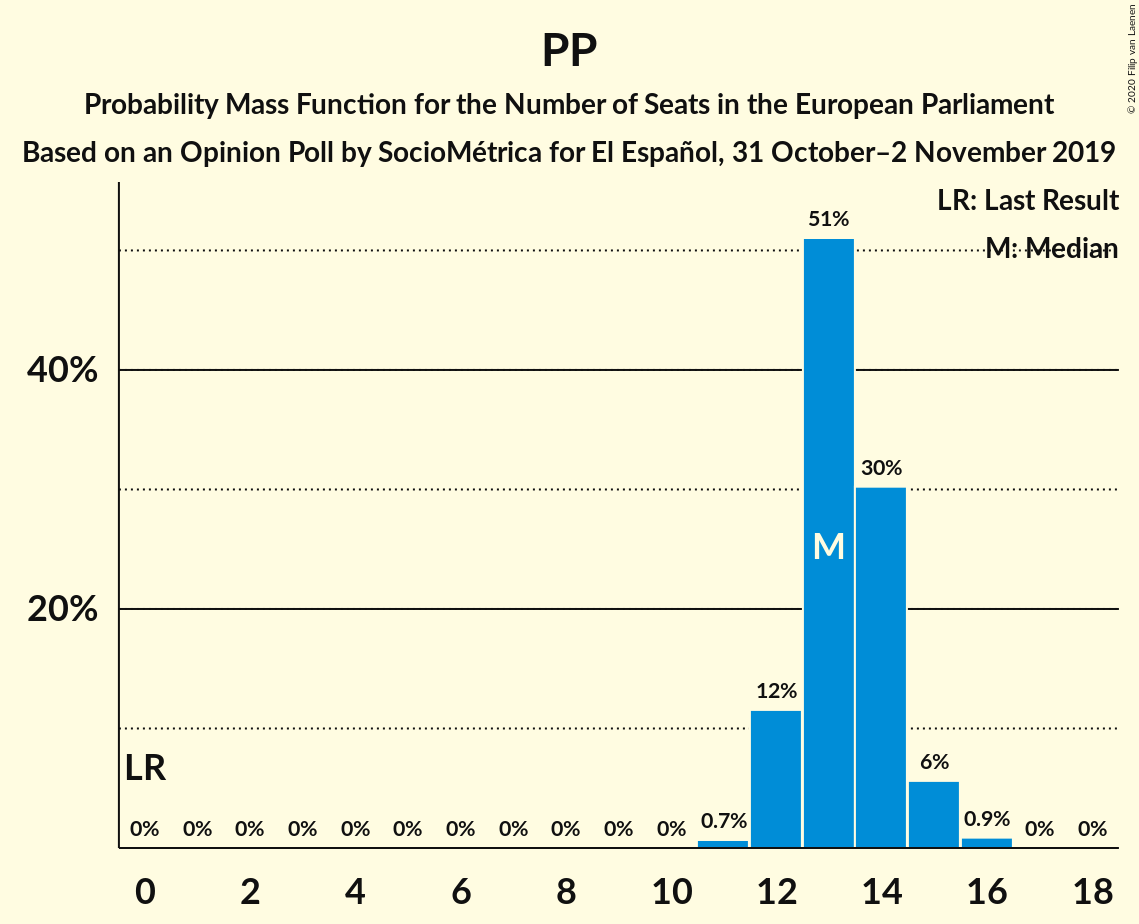 PP
Probability Mass Function for the Number of Seats in the European Parliament
Based on an Opinion Poll by SocioMétrica for El Español, 31 October–2 November 2019
© 2020 Filip van Laenen
LR: Last Result
M: Median
51%
40%
30%
M
20%
12%
LR
6%
0% 0% 0% 0% 0% 0% 0% 0% 0% 0% 0% 0.7% 0.9% 0% 0%
0 2 4 6 8 10 12 14 16 18